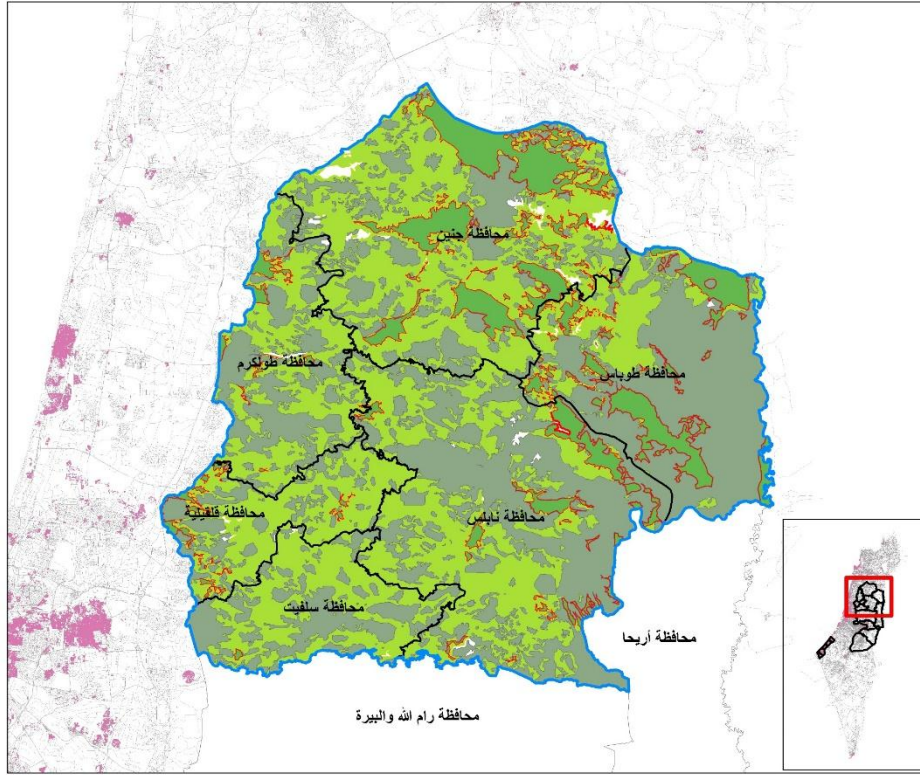 محافظة جنين
محافظة طولكرم
محافظة طوباس
محافظة قلقيلية
محافظة نابلس
محافظة سلفيت
محافظة أريحا
محافظة رام الله والبيرة